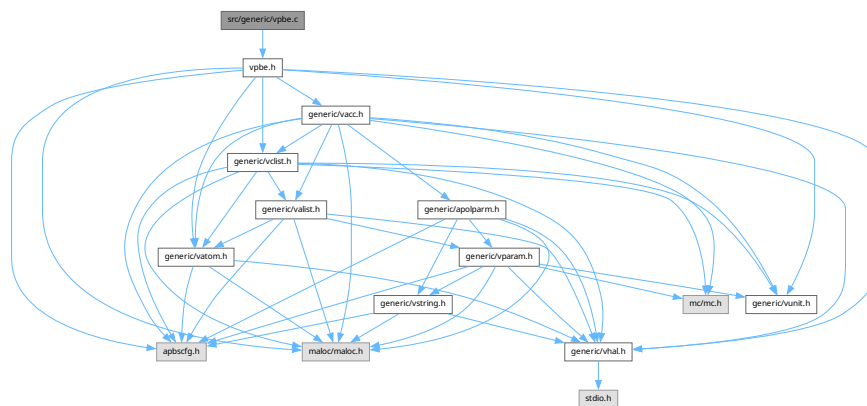 src/generic/vpbe.c
vpbe.h
generic/vacc.h
generic/vclist.h
generic/valist.h
generic/apolparm.h
generic/vatom.h
generic/vparam.h
generic/vstring.h
mc/mc.h
generic/vunit.h
apbscfg.h
maloc/maloc.h
generic/vhal.h
stdio.h